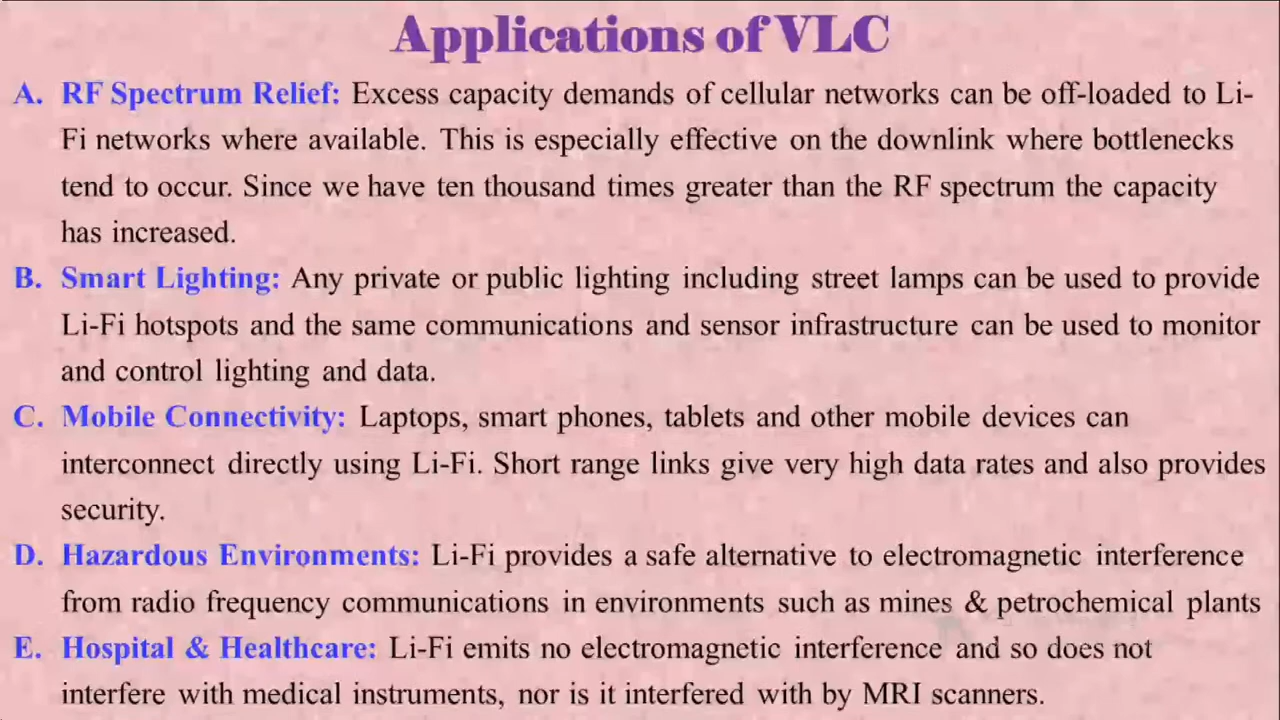 Applications of VLC
A. RF Spectrum Relief: Excess capacity demands of cellular networks can be off-loaded to Li-
Fi networks where available. This is especially effective on the downlink where bottlenecks
tend to occur. Since we have ten thousand times greater than the RF spectrum the capacity
has increased.
B. Smart Lighting: Any private or public lighting including street lamps can be used to provide
Li-Fi hotspots and the same communications and sensor infrastructure can be used to monitor
and control lighting and data.
C. Mobile Connectivity: Laptops, smart phones, tablets and other mobile devices can
interconnect directly using Li-Fi. Short range links give very high data rates and also provides
security.
D. Hazardous Environments: Li-Fi provides a safe alternative to electromagnetic interference
from radio frequency communications in environments such as mines & petrochemical plants
E. Hospital & Healthcare: Li-Fi emits no electromagnetic interference and so does not
interfere with medical instruments, nor is it interfered with by MRI scanners.